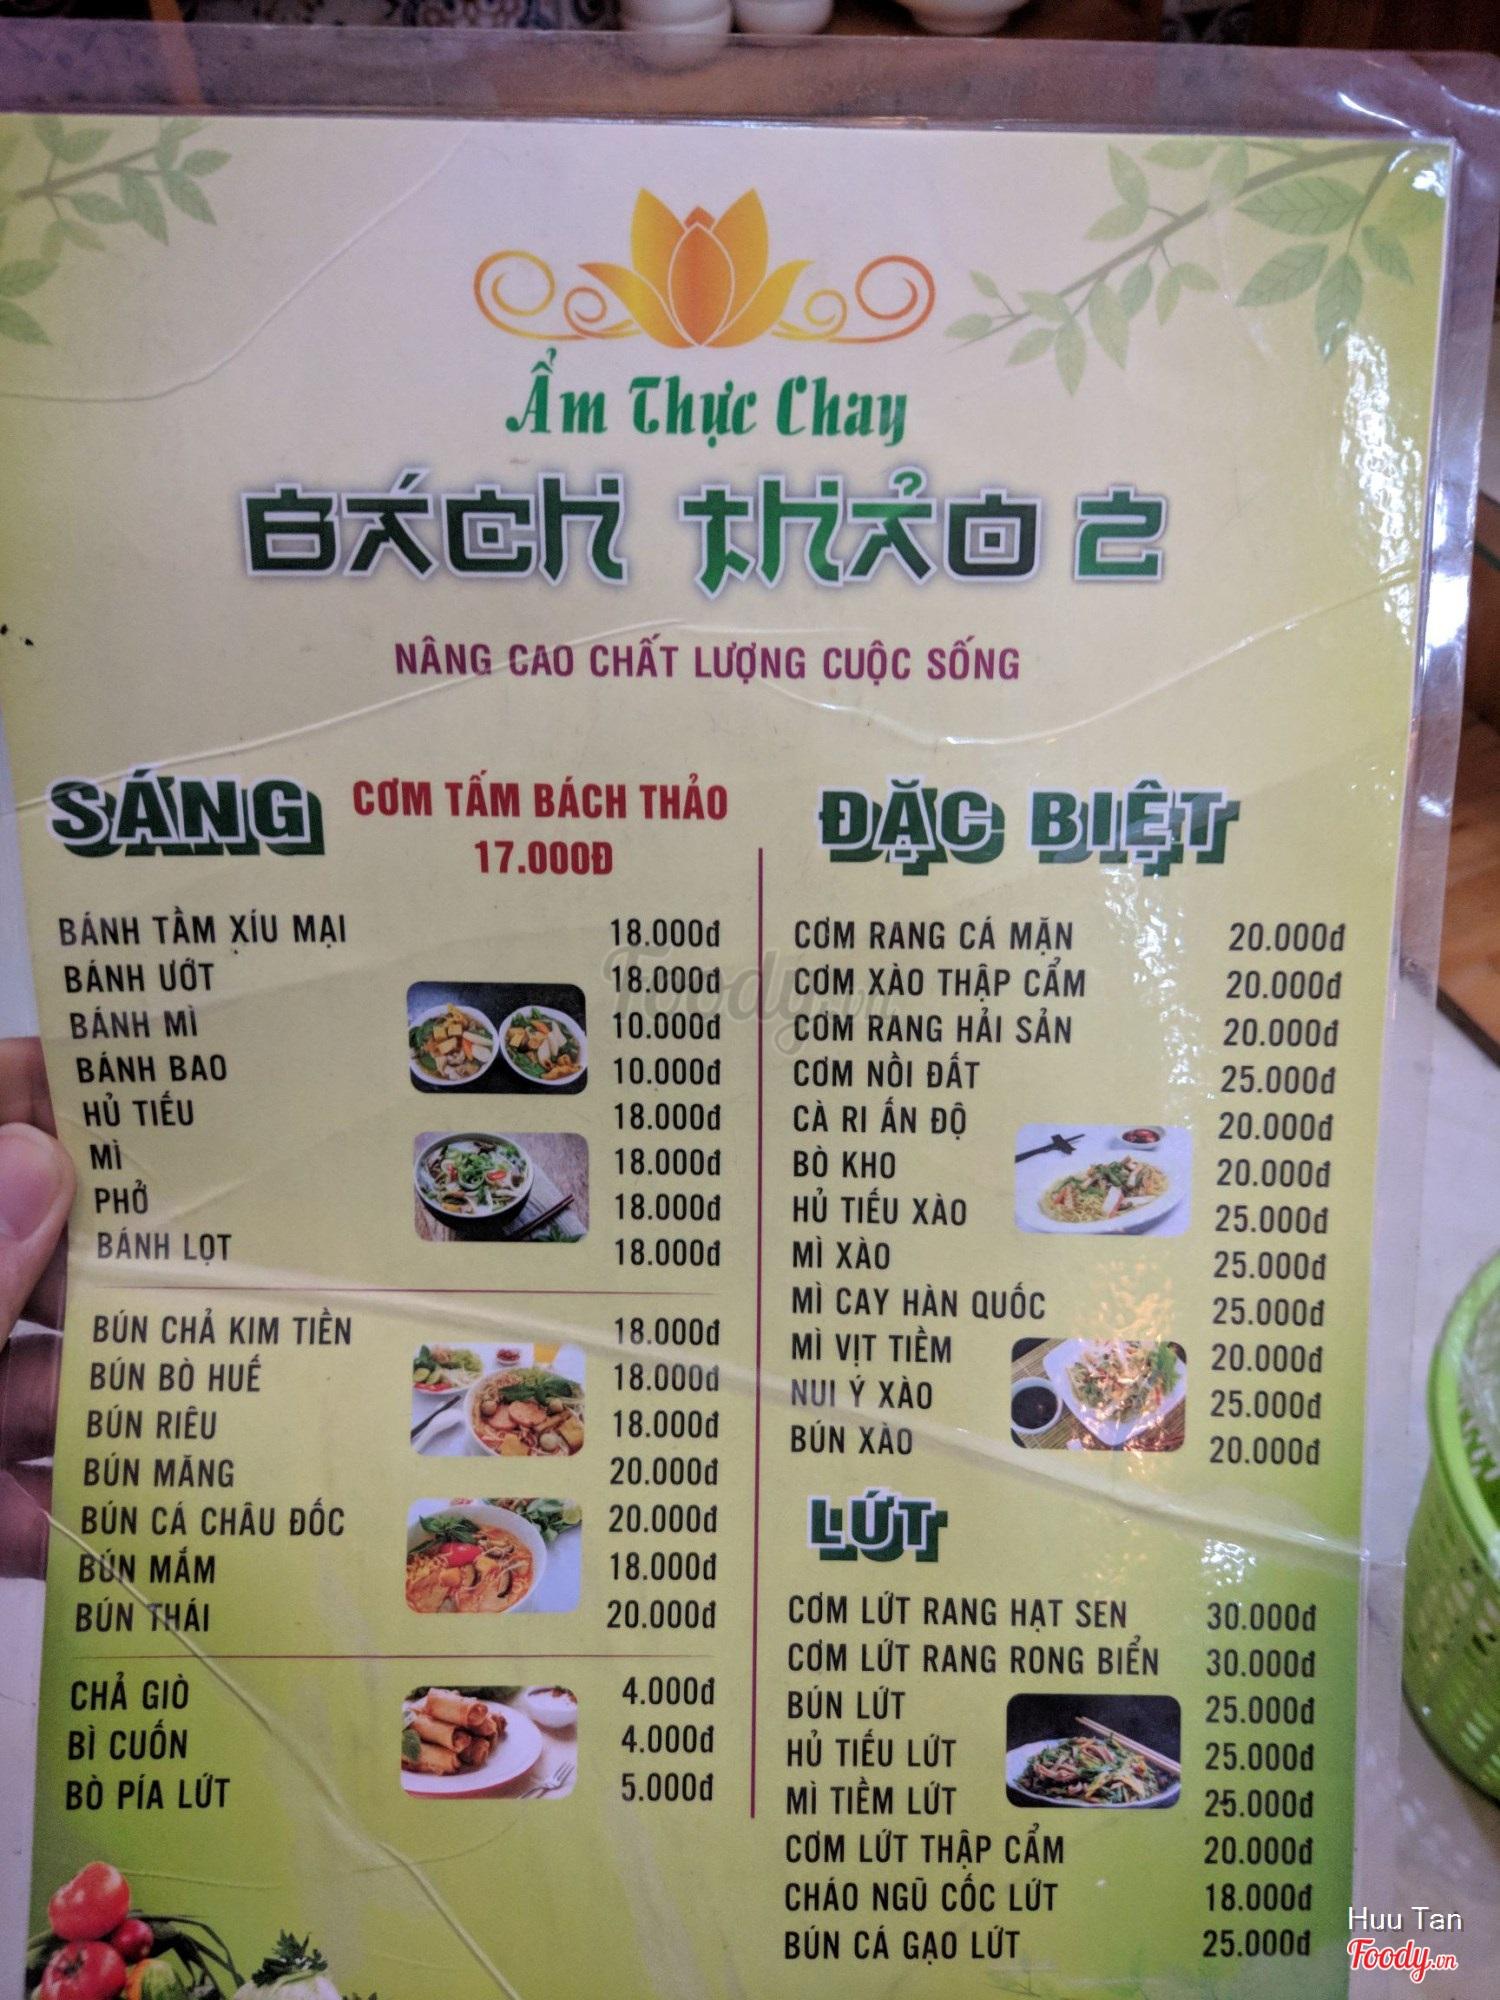 Ẩm Thực Chay
BÁCH THẢO 2
NÂNG CAO CHẤT LƯỢNG CUỘC SỐNG
SÁNG
CƠM TẤM BÁCH THẢO
17.000Đ
BÁNH TẦM XÍU MẠI 18.000đ
BÁNH ƯỚT 18.000đ
BÁNH MÌ 10.000đ
BÁNH BAO 10.000đ
HỦ TIẾU 18.000đ
MÌ 18.000đ
PHỞ 18.000đ
BÁNH LỌT 18.000đ
BÚN CHẢ KIM TIỀN 18.000đ
BÚN BÒ HUẾ 18.000đ
BÚN RIÊU 18.000đ
BÚN MĂNG 20.000đ
BÚN CÁ CHÂU ĐỐC 20.000đ
BÚN MẮM 18.000đ
BÚN THÁI 20.000đ
CHẢ GIÒ 4.000đ
BÌ CUỐN 4.000đ
BÒ PÍA LỨT 5.000đ
ĐẶC BIỆT
CƠM RANG CÁ MẶN 20.000đ
CƠM XÀO THẬP CẨM 20.000đ
CƠM RANG HẢI SẢN 20.000đ
CƠM NỒI ĐẤT 25.000đ
CÀ RI ẤN ĐỘ 20.000đ
BÒ KHO 20.000đ
HỦ TIẾU XÀO 25.000đ
MÌ XÀO 25.000đ
MÌ CAY HÀN QUỐC 25.000đ
MÌ VỊT TIỀM 20.000đ
NUI Ý XÀO 25.000đ
BÚN XÀO 20.000đ
LỨT
CƠM LỨT RANG HẠT SEN 30.000đ
CƠM LỨT RANG RONG BIỂN 30.000đ
BÚN LỨT 25.000đ
HỦ TIẾU LỨT 25.000đ
MÌ TIỀM LỨT 25.000đ
CƠM LỨT THẬP CẨM 20.000đ
CHÁO NGŨ CỐC LỨT 18.000đ
BÚN CÁ GẠO LỨT 25.000đ
Foody.vn
Huu Tan
Foody.vn